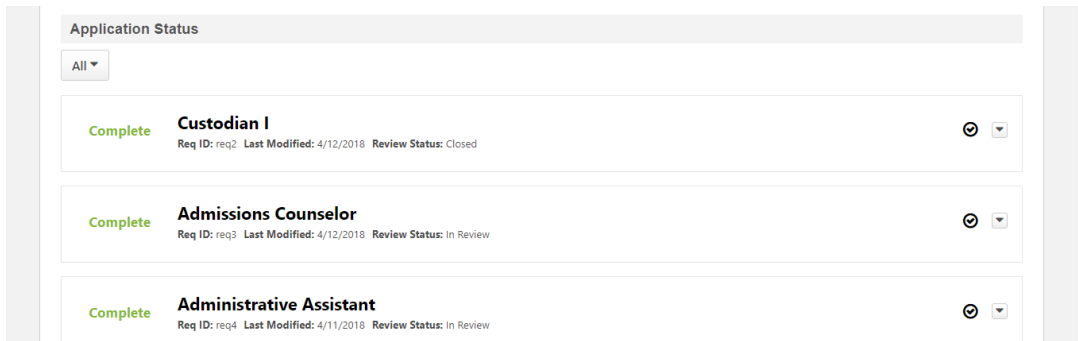 Application Status
All
Complete
Custodian I
Req ID: req2 Last Modified: 4/12/2018 Review Status: Closed
Complete
Admissions Counselor
Req ID: req3 Last Modified: 4/12/2018 Review Status: In Review
Complete
Administrative Assistant
Req ID: req4 Last Modified: 4/11/2018 Review Status: In Review